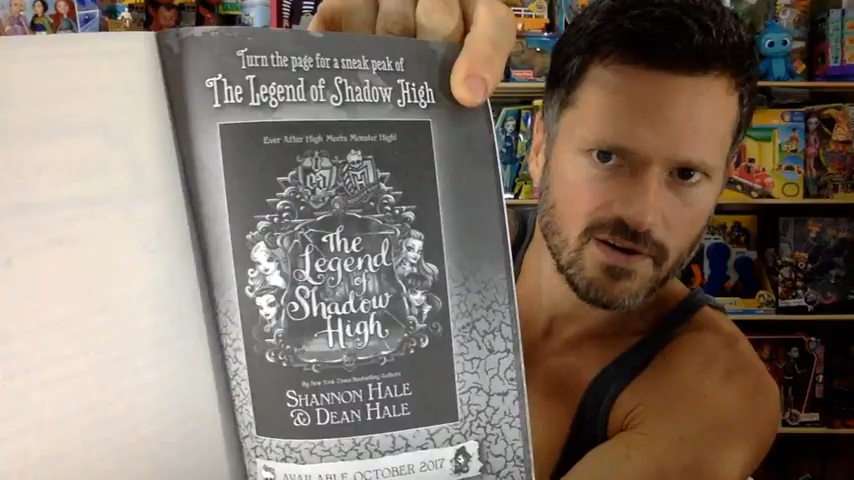 Turn the page for a sneak peak of
The Legend of Shadow High
Ever After High Meets Monster High!
The
Legend
of
Shadow
High
By New York Times Bestselling Authors
SHANNON HALE
& DEAN HALE
AVAILABLE OCTOBER 2017